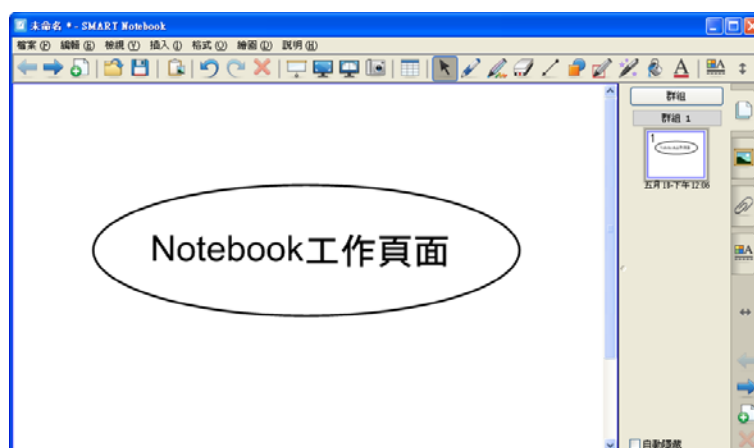 未命名 * - SMART Notebook
檔案(F) 編輯(E) 檢視(V) 插入(I) 格式(O) 繪圖(D) 說明(H)
群組
群組 1
1
Notebook工作頁面
五月 18-下午 12:06
自動隱藏